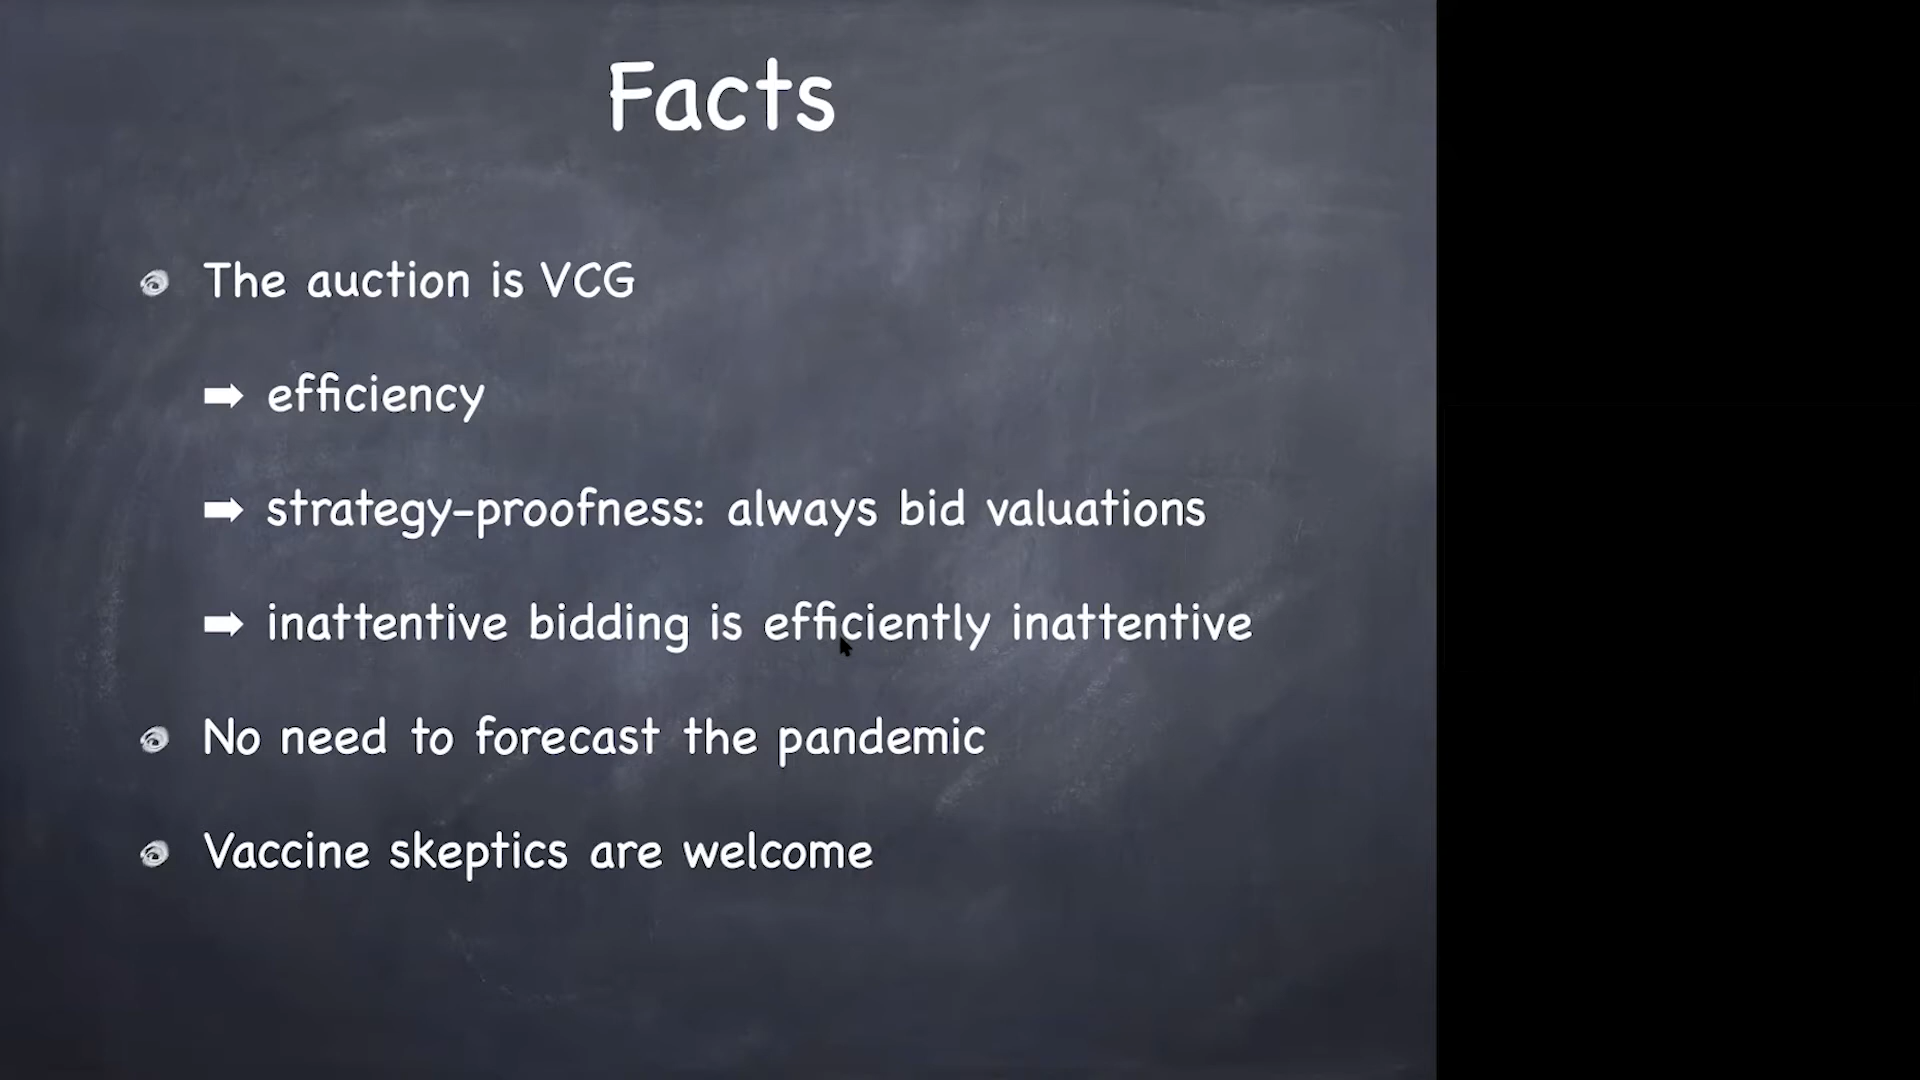 Facts
The auction is VCG
➡ efficiency
➡ strategy-proofness: always bid valuations
➡ inattentive bidding is efficiently inattentive
No need to forecast the pandemic
Vaccine skeptics are welcome